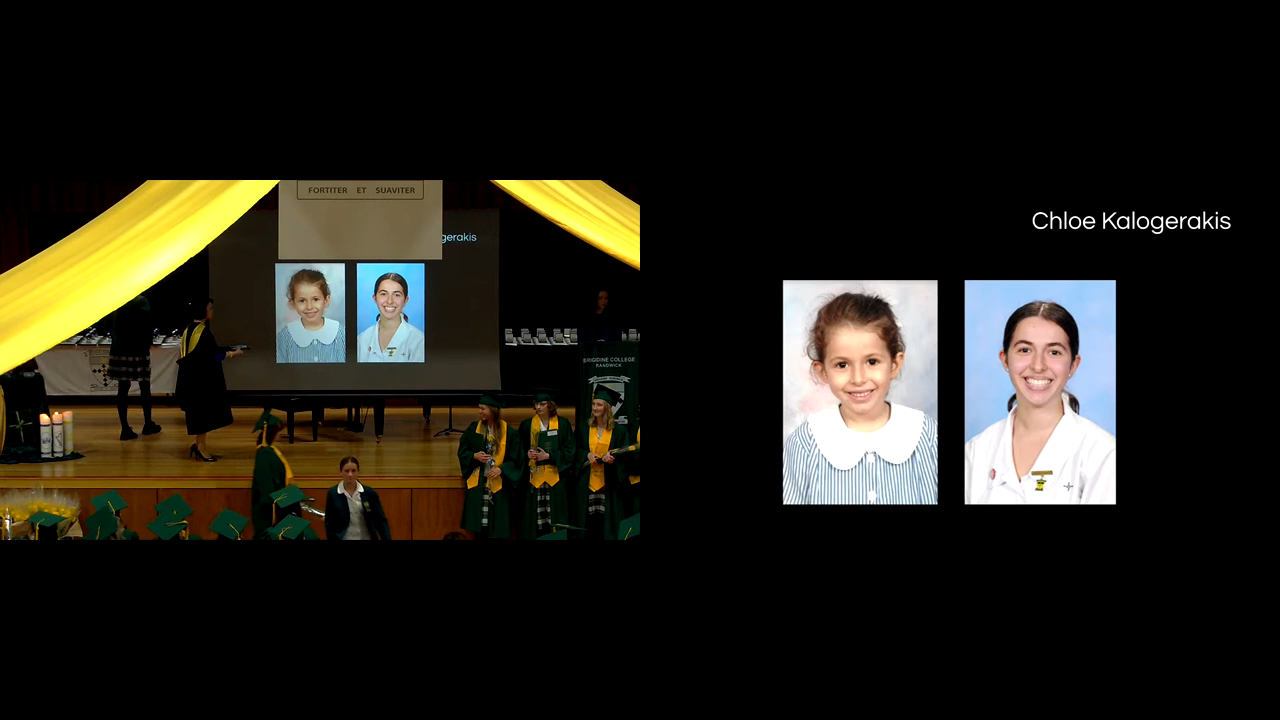 FORTITER ET SUAVITER
gerakis
BRIGIDINE COLLEGE
RANDWICK
Chloe Kalogerakis